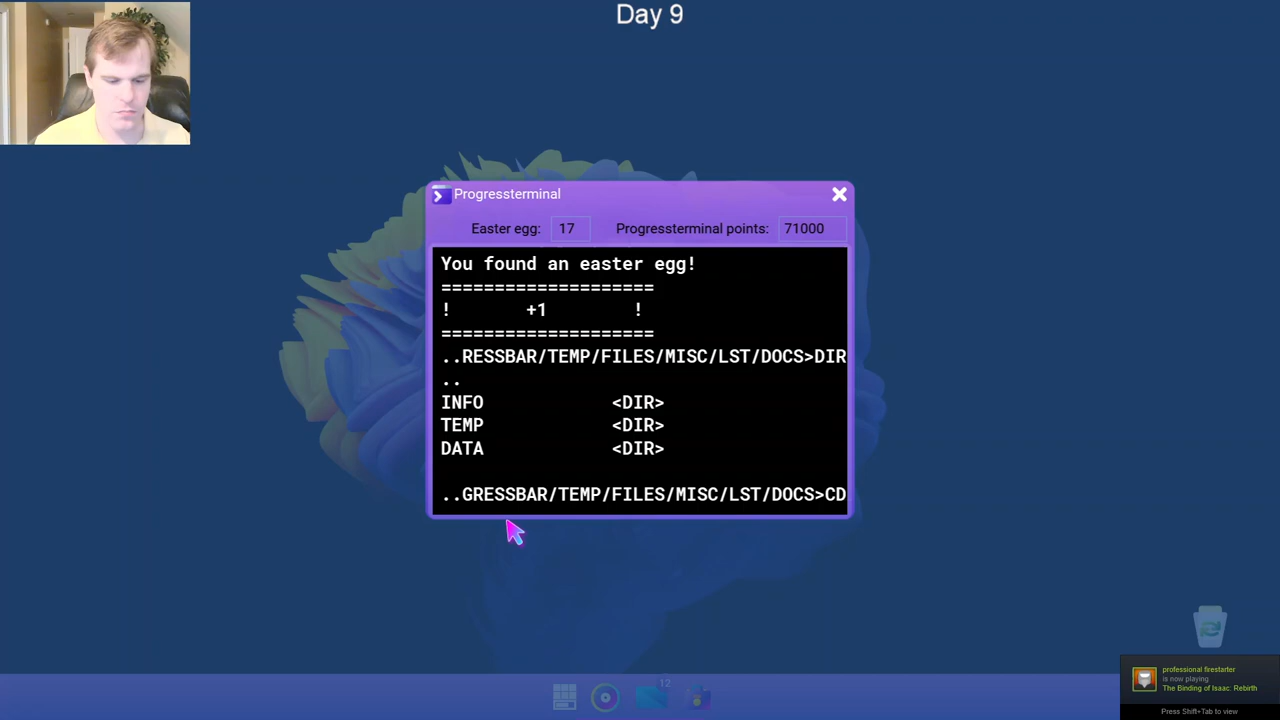 Day 9
Progressterminal
Easter egg: 17 Progressterminal points: 71000
You found an easter egg!
====================
! +1 !
====================
..RESSBAR/TEMP/FILES/MISC/LST/DOCS>DIR
..
INFO <DIR>
TEMP <DIR>
DATA <DIR>
..GRESSBAR/TEMP/FILES/MISC/LST/DOCS>CD
12
professional firestarter
is now playing
The Binding of Isaac: Rebirth
Press Shift+Tab to view